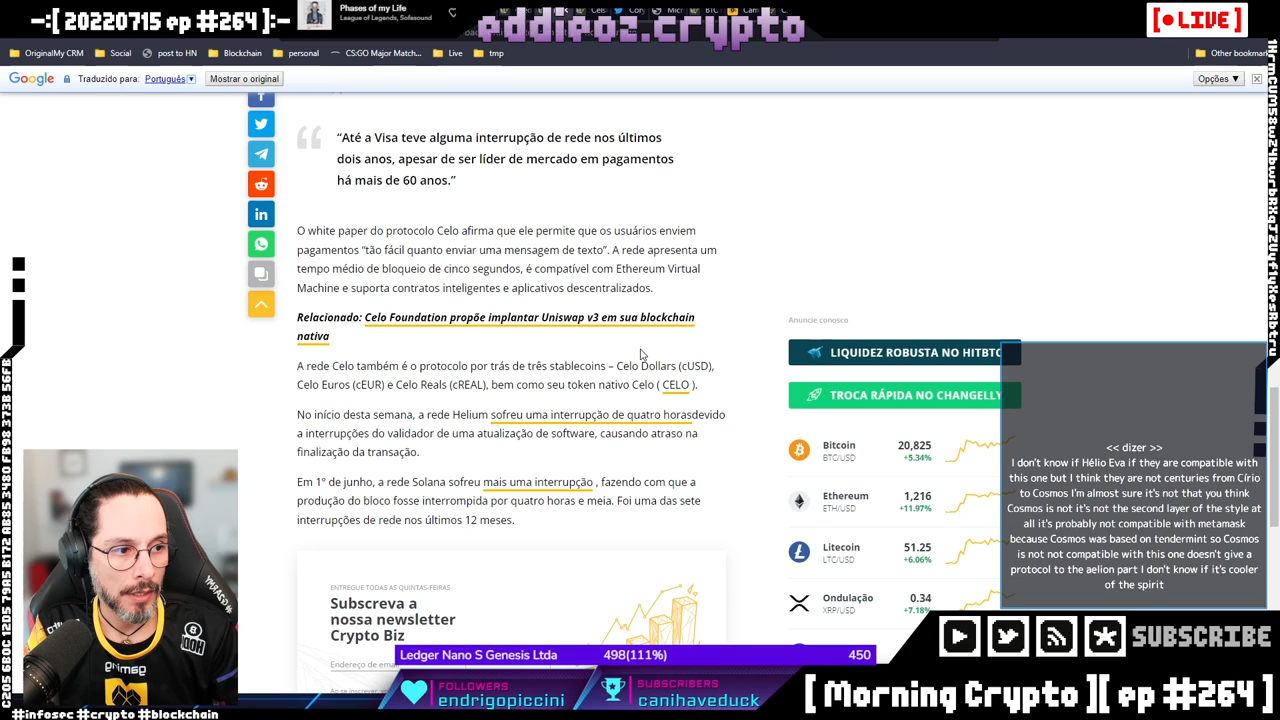 -:[ 20220715 ep #264 ]:-
Phases of my Life
League of Legends, Sofasound
eddieoz.crypto
[ LIVE ]
OriginalMy CRM
Social
post to HN
Blockchain
personal
CS:GO Major Match...
Live
tmp
Other bookmar
Google
Traduzido para:
Português
Mostrar o original
Opções ▼
“Até a Visa teve alguma interrupção de rede nos últimos
dois anos, apesar de ser líder de mercado em pagamentos
há mais de 60 anos.”
O white paper do protocolo Celo afirma que ele permite que os usuários enviem
pagamentos “tão fácil quanto enviar uma mensagem de texto”. A rede apresenta um
tempo médio de bloqueio de cinco segundos, é compatível com Ethereum Virtual
Machine e suporta contratos inteligentes e aplicativos descentralizados.
Relacionado: Celo Foundation propõe implantar Uniswap v3 em sua blockchain
nativa
A rede Celo também é o protocolo por trás de três stablecoins – Celo Dollars (cUSD),
Celo Euros (cEUR) e Celo Reals (cREAL), bem como seu token nativo Celo ( CELO ).
No início desta semana, a rede Helium sofreu uma interrupção de quatro horasdevido
a interrupções do validador de uma atualização de software, causando atraso na
finalização da transação.
Em 1º de junho, a rede Solana sofreu mais uma interrupção , fazendo com que a
produção do bloco fosse interrompida por quatro horas e meia. Foi uma das sete
interrupções de rede nos últimos 12 meses.
ENTREGUE TODAS AS QUINTAS-FEIRAS
Subscreva a
nossa newsletter
Crypto Biz
Endereço de ema
Anuncie conosco
LIQUIDEZ ROBUSTA NO HITBTC
TROCA RÁPIDA NO CHANGELLY
Bitcoin 20,825
BTC/USD +5.34%
Ethereum 1,216
ETH/USD +11.97%
Litecoin 51.25
LTC/USD +6.06%
Ondulação 0.34
XRP/USD +7.18%
<< dizer >>
I don't know if Hélio Eva if they are compatible with
this one but I think they are not centuries from Círio
to Cosmos I'm almost sure it's not that you think
Cosmos is not it's not the second layer of the style at
all it's probably not compatible with metamask
because Cosmos was based on tendermint so Cosmos
is not not compatible with this one doesn't give a
protocol to the aelion part I don't know if it's cooler
of the spirit
Ledger Nano S Genesis Ltda 498(111%) 450
FOLLOWERS
endrigopiccini
SUBSCRIBERS
canihaveduck
SUBSCRIBE
[ Morning Crypto ][ ep #264 ]
#infosec #crypto #blockchain